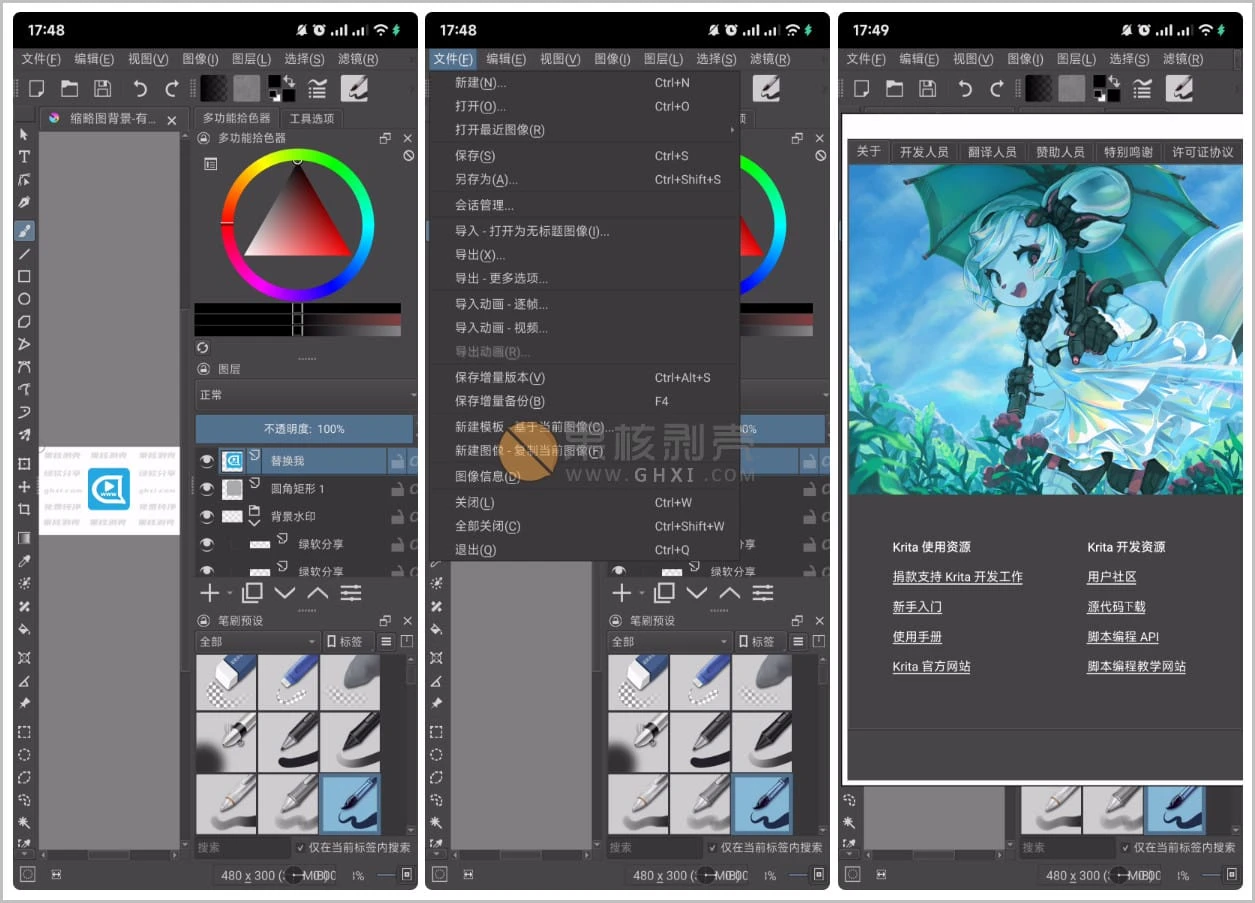 17:48
文件(F) 编辑(E) 视图(V) 图像(I) 图层(L) 选择(S) 滤镜(R)
缩略图背景-有...
多功能拾色器 工具选项
多功能拾色器
图层
正常
不透明度: 100%
替换我
圆角矩形 1
背景水印
绿软分享
绿软分享
笔刷预设
全部 标签
搜索 仅在当前标签内搜索
480 x 300
17:48
文件(F) 编辑(E) 视图(V) 图像(I) 图层(L) 选择(S) 滤镜(R)
新建(N)... Ctrl+N
打开(O)... Ctrl+O
打开最近图像(R)
保存(S) Ctrl+S
另存为(A)... Ctrl+Shift+S
会话管理...
导入 - 打开为无标题图像(I)...
导出(X)...
导出 - 更多选项...
导入动画 - 逐帧...
导入动画 - 视频...
导出动画(R)...
保存增量版本(V) Ctrl+Alt+S
保存增量备份(B) F4
新建模板 - 基于当前图像(C)...
新建图像 - 复制当前图像(F)
图像信息(D)
关闭(L) Ctrl+W
全部关闭(C) Ctrl+Shift+W
退出(Q) Ctrl+Q
果核剥壳
WWW.GHXI.COM
绿软分享
笔刷预设
全部 标签
搜索 仅在当前标签内搜索
480 x 300
17:49
文件(F) 编辑(E) 视图(V) 图像(I) 图层(L) 选择(S) 滤镜(R)
关于 开发人员 翻译人员 赞助人员 特别鸣谢 许可证协议
Krita 使用资源
捐款支持 Krita 开发工作
新手入门
使用手册
Krita 官方网站
Krita 开发资源
用户社区
源代码下载
脚本编程 API
脚本编程教学网站
搜索 仅在当前标签内搜索
480 x 300